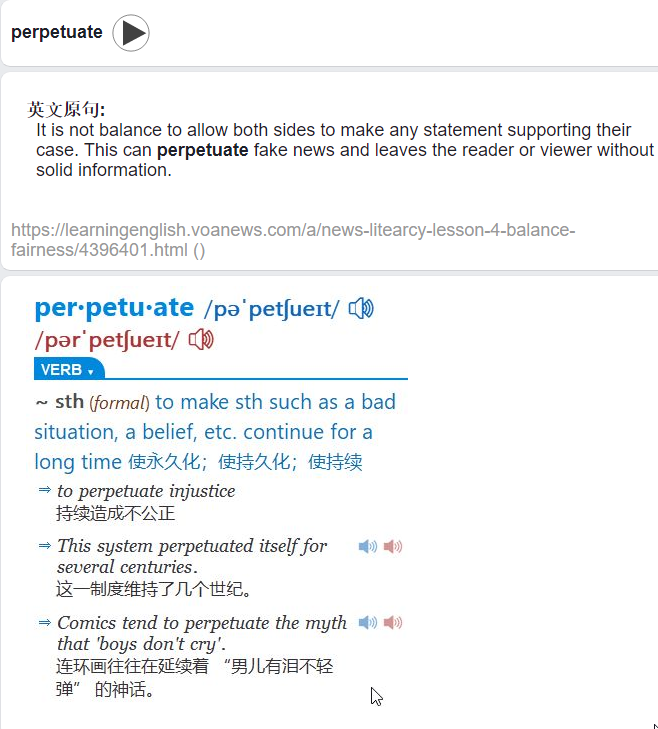 perpetuate
英文原句:
It is not balance to allow both sides to make any statement supporting their
case. This can perpetuate fake news and leaves the reader or viewer without
solid information.
https://learningenglish.voanews.com/a/news-litearcy-lesson-4-balance-
fairness/4396401.html ()
per·petu·ate /pəˈpetʃueɪt/
/pərˈpetʃueɪt/
VERB
~ sth (formal) to make sth such as a bad
situation, a belief, etc. continue for a
long time 使永久化；使持久化；使持续
⇒ to perpetuate injustice
持续造成不公正
⇒ This system perpetuated itself for
several centuries.
这一制度维持了几个世纪。
⇒ Comics tend to perpetuate the myth
that 'boys don't cry'.
连环画往往在延续着 “男儿有泪不轻
弹” 的神话。